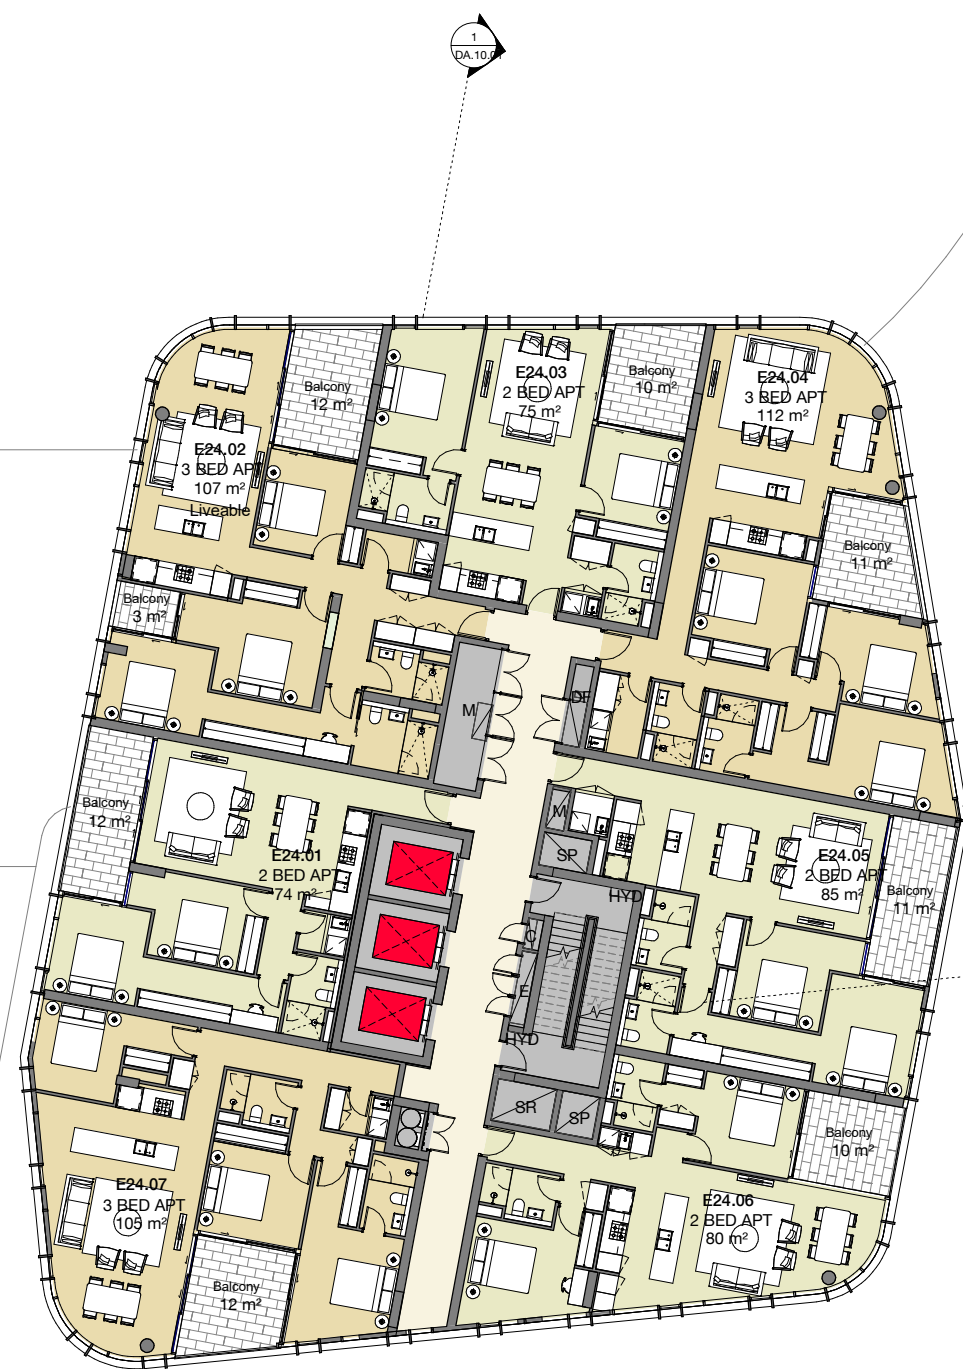 1
DA.10.0
E24.03
2 BED APT
75 m²
Balcony
10 m²
E24.04
3 BED APT
112 m²
Balcony
12 m²
E24.02
3 BED APT
107 m²
Liveable
Balcony
11 m²
Balcony
3 m²
M
DF
Balcony
12 m²
M
SP
E24.01
2 BED APT
74 m²
E24.05
2 BED APT
85 m²
HYD
Balcony
11 m²
C
E
HYD
SR
SP
Balcony
10 m²
E24.07
3 BED APT
105 m²
E24.06
2 BED APT
80 m²
Balcony
12 m²